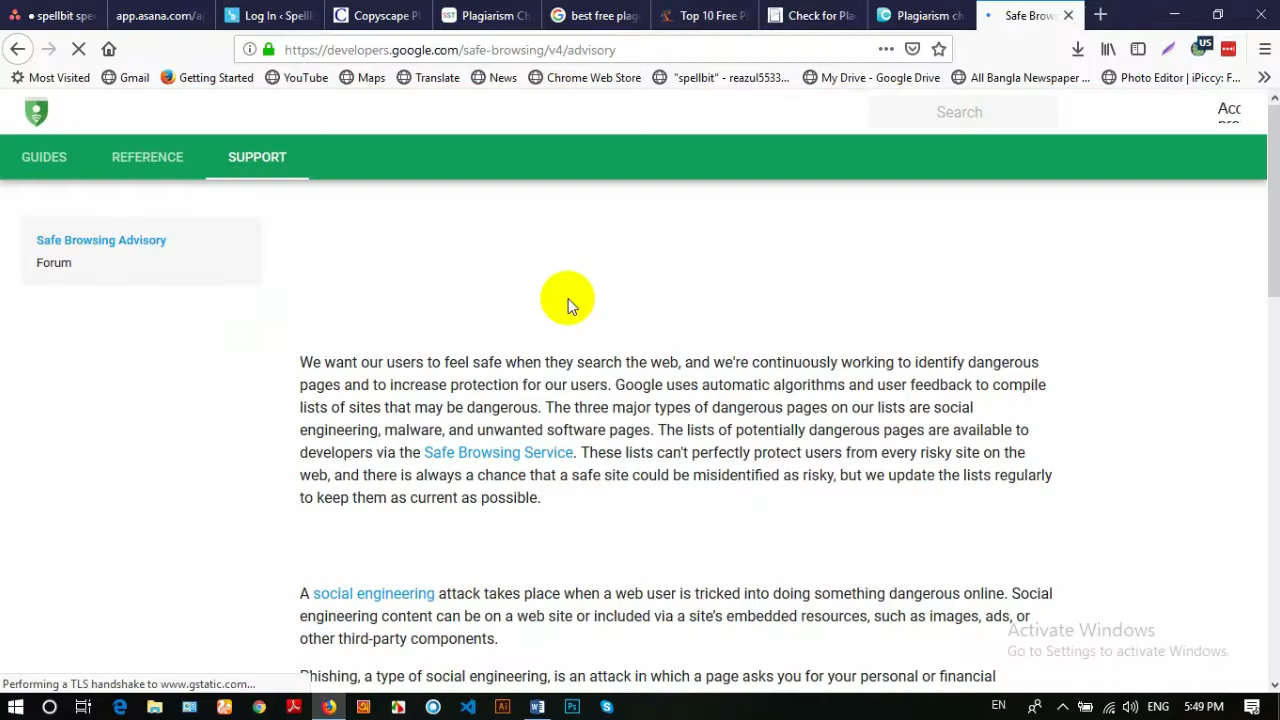 spellbit spe
app.asana.com/ap
Log In ‹ Spell
Copyscape Pl
SST Plagiarism Ch
best free plag
Top 10 Free P
Check for Pla
Plagiarism ch
Safe Brows
https://developers.google.com/safe-browsing/v4/advisory
US
Most Visited Gmail Getting Started YouTube Maps Translate News Chrome Web Store "spellbit" - reazul5533... My Drive - Google Drive All Bangla Newspaper ... Photo Editor | iPiccy: F...
Search
Acc
GUIDES REFERENCE SUPPORT
Safe Browsing Advisory
Forum
We want our users to feel safe when they search the web, and we're continuously working to identify dangerous
pages and to increase protection for our users. Google uses automatic algorithms and user feedback to compile
lists of sites that may be dangerous. The three major types of dangerous pages on our lists are social
engineering, malware, and unwanted software pages. The lists of potentially dangerous pages are available to
developers via the Safe Browsing Service. These lists can't perfectly protect users from every risky site on the
web, and there is always a chance that a safe site could be misidentified as risky, but we update the lists regularly
to keep them as current as possible.
A social engineering attack takes place when a web user is tricked into doing something dangerous online. Social
engineering content can be on a web site or included via a site's embedded resources, such as images, ads, or
other third-party components.
Phishing, a type of social engineering, is an attack in which a page asks you for your personal or financial
Activate Windows
Go to Settings to activate Windows.
Performing a TLS handshake to www.gstatic.com...
EN ENG 5:49 PM